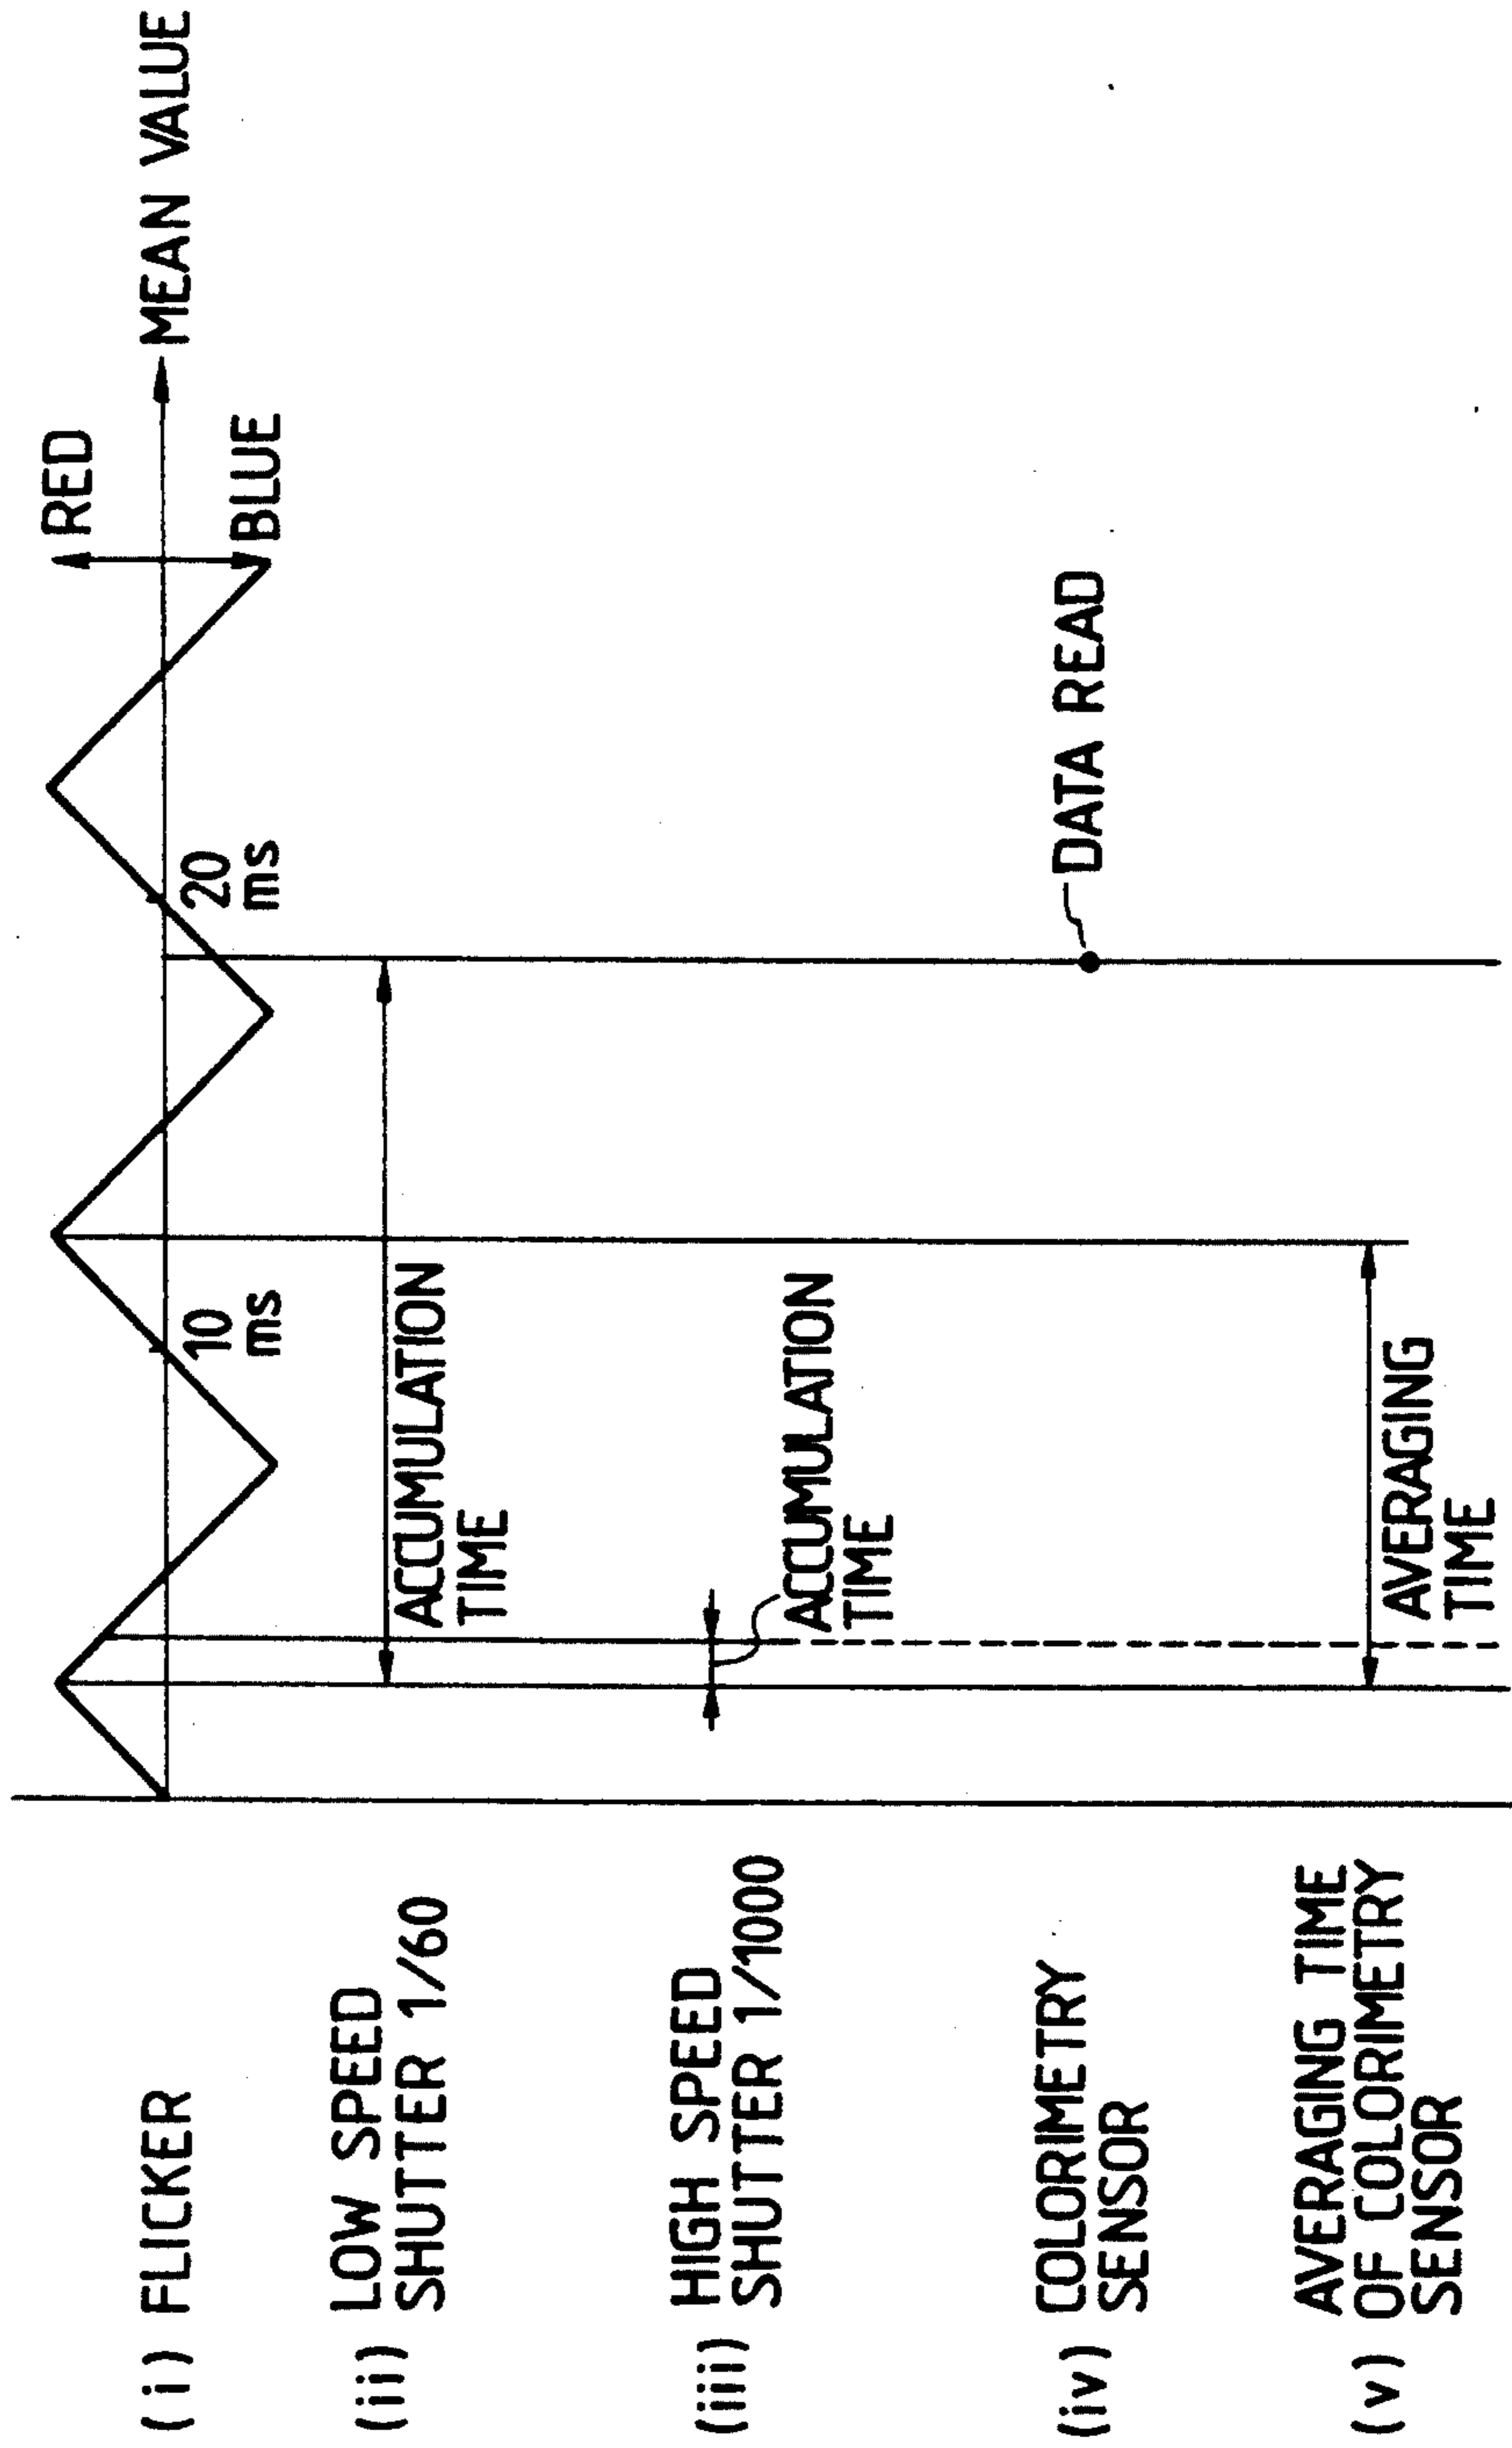 (i) FLICKER
RED
MEAN VALUE
BLUE
10
ms
20
ms
(ii) LOW SPEED
SHUTTER 1/60
ACCUMULATION
TIME
(iii) HIGH SPEED
SHUTTER 1/1000
ACCUMULATION
TIME
(iv) COLORIMETRY
SENSOR
DATA READ
(v) AVERAGING TIME
OF COLORIMETRY
SENSOR
AVERAGING
TIME